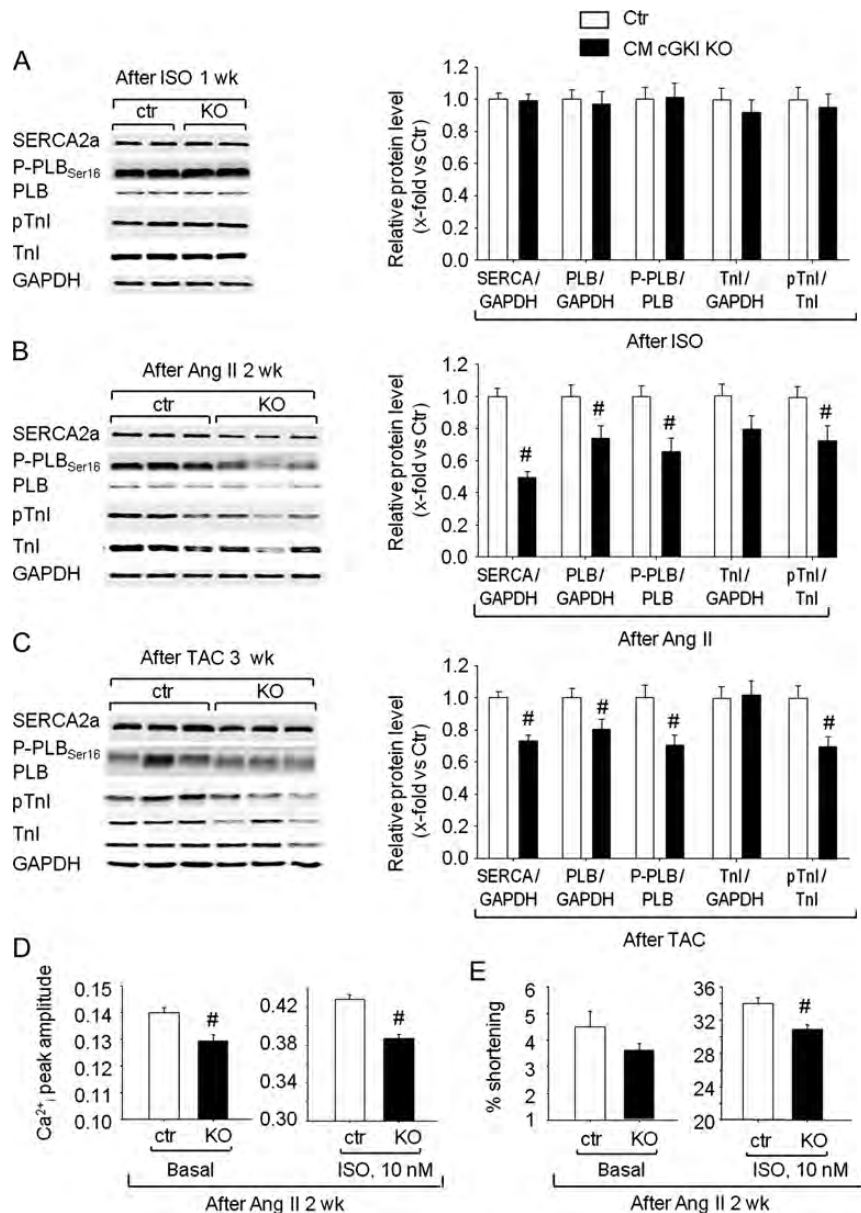 Ctr
CM cGKI KO
A
After ISO 1 wk
ctr KO
SERCA2a
P-PLBSer16
PLB
pTnI
TnI
GAPDH
Relative protein level
(x-fold vs Ctr)
1.2
1.0
0.8
0.6
0.4
0.2
0.0
SERCA/ PLB/ P-PLB/ TnI/ pTnI/
GAPDH GAPDH PLB GAPDH TnI
After ISO
B
After Ang II 2 wk
ctr KO
SERCA2a
P-PLBSer16
PLB
pTnI
TnI
GAPDH
Relative protein level
(x-fold vs Ctr)
1.2
1.0
0.8
0.6
0.4
0.2
0.0
# # # #
SERCA/ PLB/ P-PLB/ TnI/ pTnI/
GAPDH GAPDH PLB GAPDH TnI
After Ang II
C
After TAC 3 wk
ctr KO
SERCA2a
P-PLBSer16
PLB
pTnI
TnI
GAPDH
Relative protein level
(x-fold vs Ctr)
1.2
1.0
0.8
0.6
0.4
0.2
0.0
# # # #
SERCA/ PLB/ P-PLB/ TnI/ pTnI/
GAPDH GAPDH PLB GAPDH TnI
After TAC
D
Ca2+i peak amplitude
0.15
0.14
0.13
0.12
0.11
0.10
#
ctr KO
Basal
0.42
0.39
0.36
0.33
0.30
#
ctr KO
ISO, 10 nM
After Ang II 2 wk
E
% shortening
6
5
4
3
2
1
ctr KO
Basal
36
32
28
24
20
#
ctr KO
ISO, 10 nM
After Ang II 2 wk